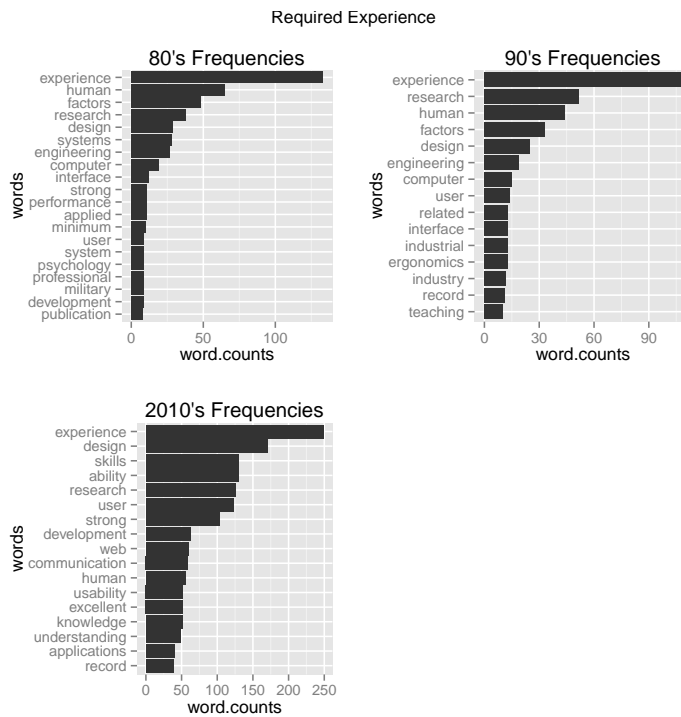 Required Experience
80's Frequencies
words
experience
human
factors
research
design
systems
engineering
computer
interface
strong
performance
applied
minimum
user
system
psychology
professional
military
development
publication
0 50 100
word.counts
90's Frequencies
words
experience
research
human
factors
design
engineering
computer
user
related
interface
industrial
ergonomics
industry
record
teaching
0 30 60 90
word.counts
2010's Frequencies
words
experience
design
skills
ability
research
user
strong
development
web
communication
human
usability
excellent
knowledge
understanding
applications
record
0 50 100 150 200 250
word.counts